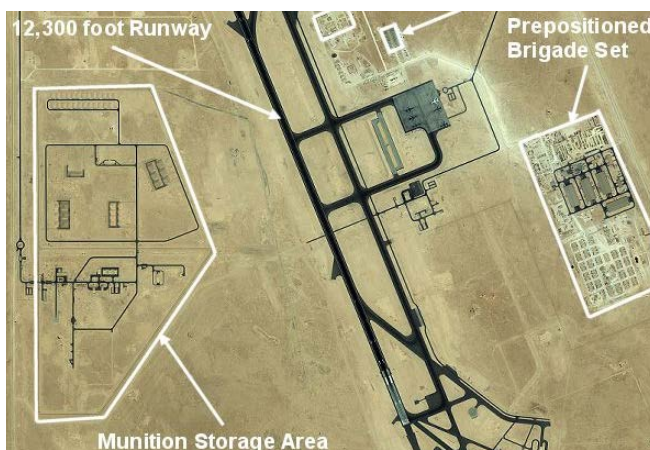 12,300 foot Runway
Prepositioned
Brigade Set
Munition Storage Area